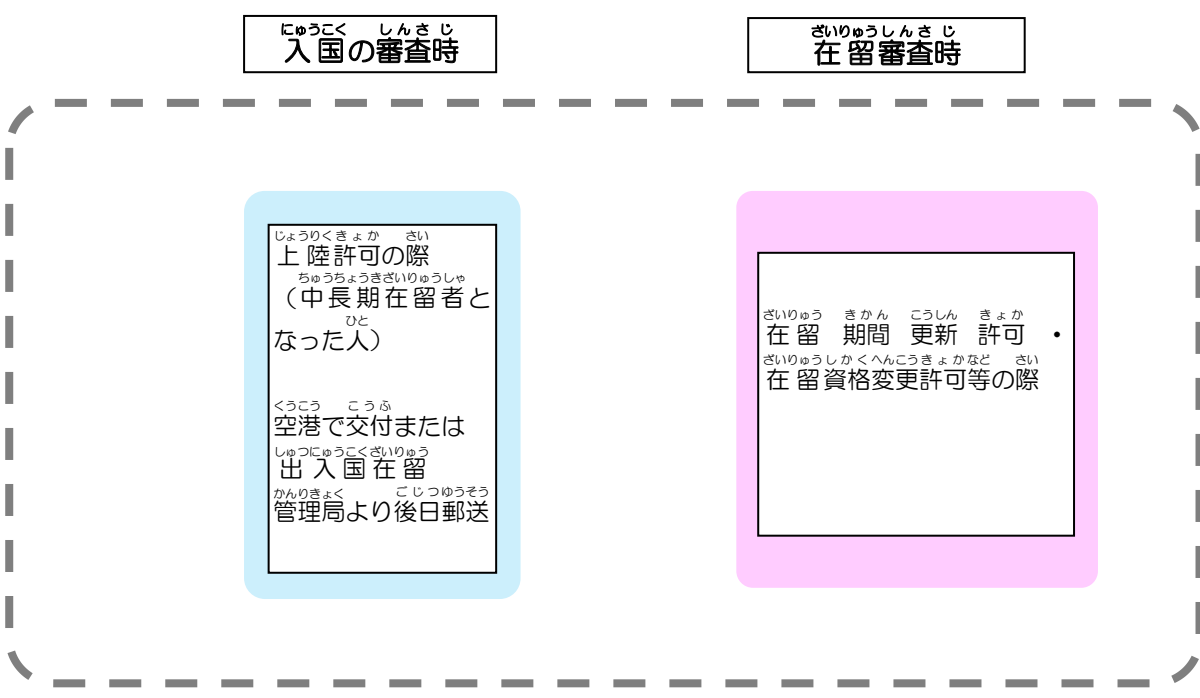 にゅうこく しんさじ
入国の審査時
ざいりゅうしんさじ
在留審査時
じょうりくきょか さい
上陸許可の際
ちゅうちょうきざいりゅうしゃ
（中長期在留者と
ひと
なった人）
くうこう こうふ
空港で交付または
しゅつにゅうこくざいりゅう
出入国在留
かんりきょく ごじつゆうそう
管理局より後日郵送
ざいりゅう きかん こうしん きょか
在留 期間 更新 許可 ・
ざいりゅうしかくへんこうきょかなど さい
在留資格変更許可等の際